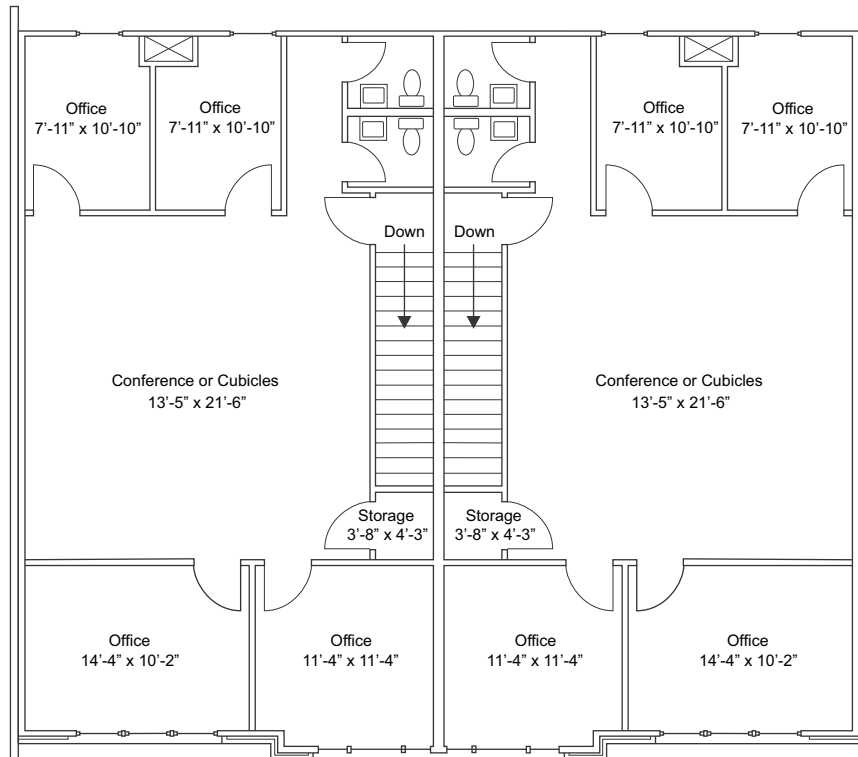 Office
7’-11” x 10’-10”
Office
7’-11” x 10’-10”
Office
7’-11” x 10’-10”
Office
7’-11” x 10’-10”
Down
Down
Conference or Cubicles
13’-5” x 21’-6”
Conference or Cubicles
13’-5” x 21’-6”
Storage
3’-8” x 4’-3”
Storage
3’-8” x 4’-3”
Office
14’-4” x 10’-2”
Office
11’-4” x 11’-4”
Office
11’-4” x 11’-4”
Office
14’-4” x 10’-2”